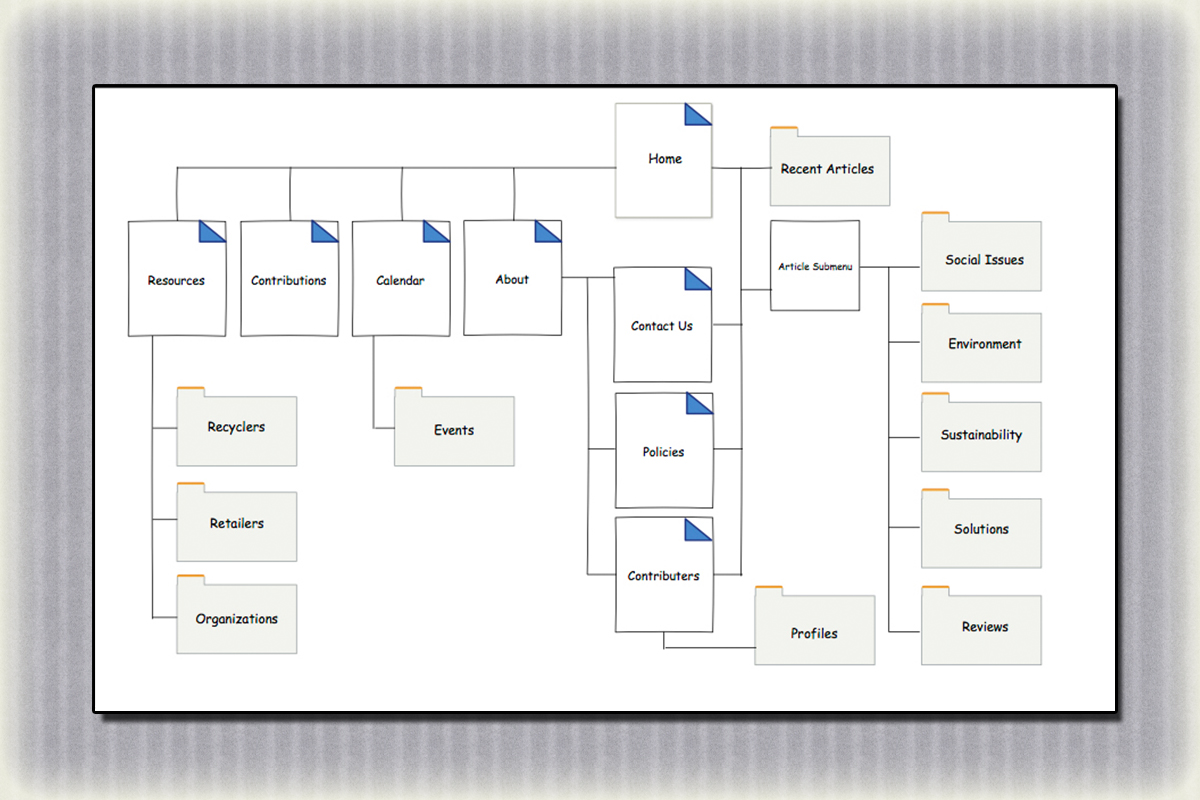 Home
Recent Articles
Resources
Contributions
Calendar
About
Contact Us
Article Submenu
Social Issues
Environment
Recyclers
Events
Policies
Sustainability
Retailers
Solutions
Organizations
Contributers
Profiles
Reviews